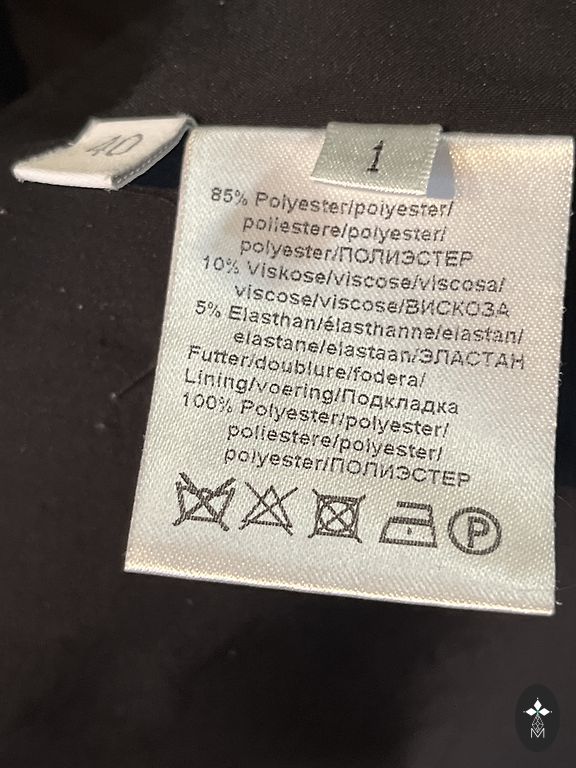 40
1
85% Polyester/polyester/
poliestere/polyester/
polyester/ПОЛИЭСТЕР
10% Viskose/viscose/viscosa/
viscose/viscose/ВИСКОЗА
5% Elasthan/élasthanne/elastan/
elastane/elastaan/ЭЛАСТАН
Futter/doublure/fodera/
Lining/voering/Подкладка
100% Polyester/polyester/
poliestere/polyester/
polyester/ПОЛИЭСТЕР
P
M